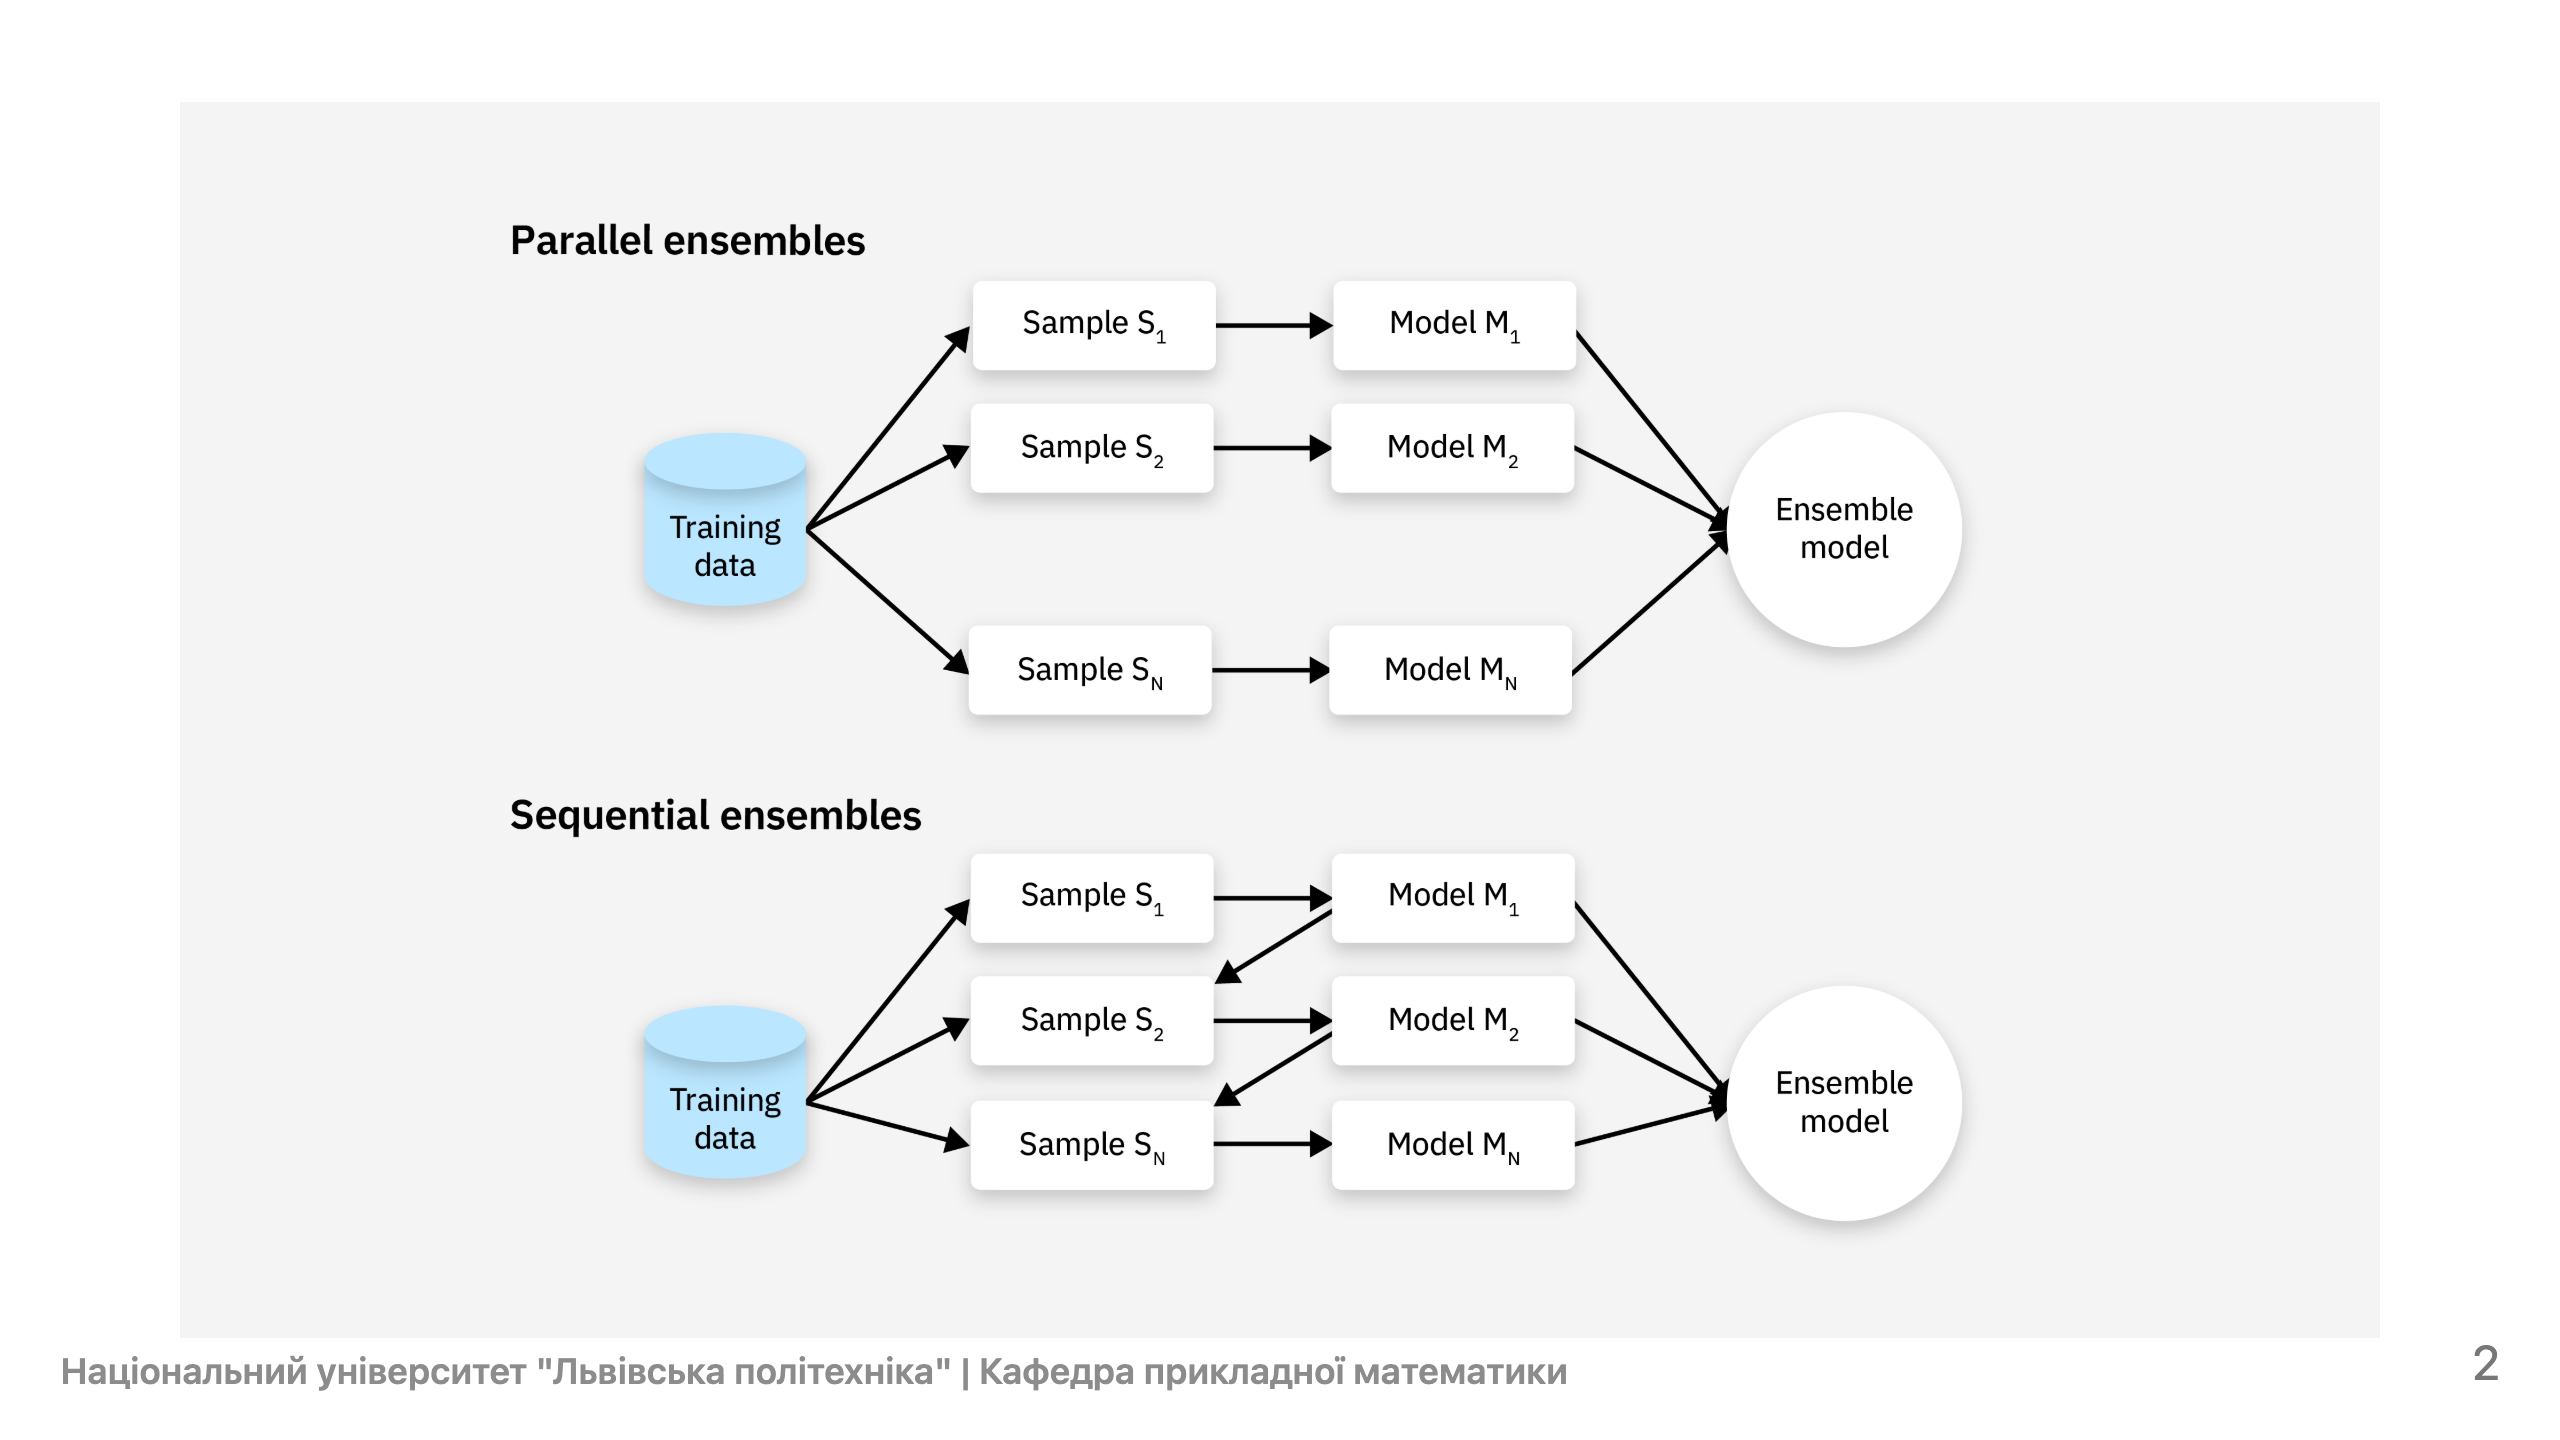 Parallel ensembles
Sample S1
Model M1
Sample S2
Model M2
Training
data
Ensemble
model
Sample SN
Model MN
Sequential ensembles
Sample S1
Model M1
Sample S2
Model M2
Training
data
Ensemble
model
Sample SN
Model MN
Національний університет "Львівська політехніка" | Кафедра прикладної математики
2